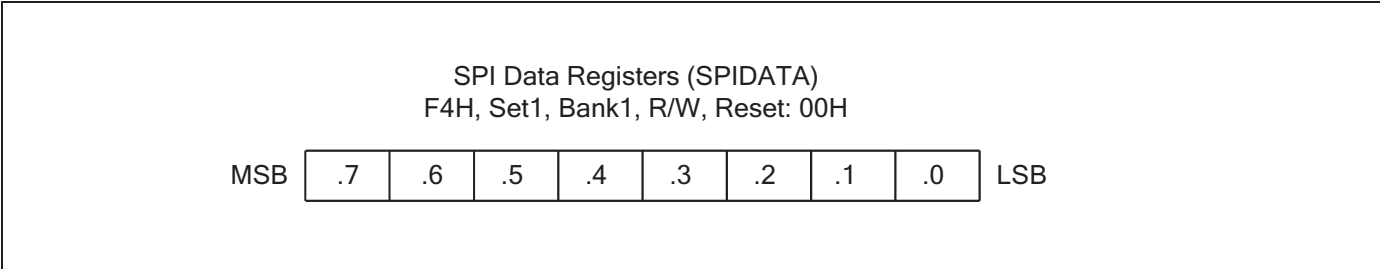 SPI Data Registers (SPIDATA)
F4H, Set1, Bank1, R/W, Reset: 00H
MSB .7 .6 .5 .4 .3 .2 .1 .0 LSB